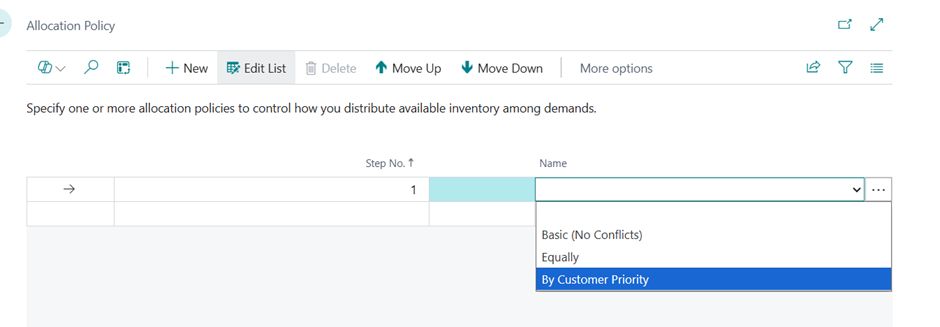 Allocation Policy
New Edit List Delete Move Up Move Down More options
Specify one or more allocation policies to control how you distribute available inventory among demands.
Step No. ↑ Name
→ 1 ...
Basic (No Conflicts)
Equally
By Customer Priority